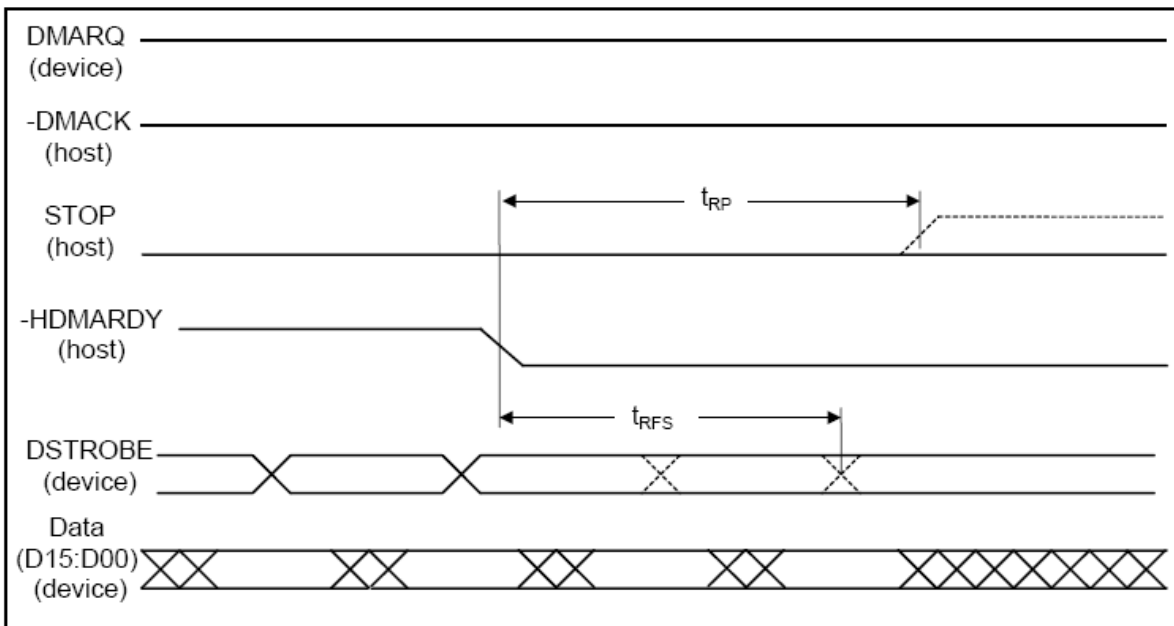 DMARQ
(device)
-DMACK
(host)
tRP
STOP
(host)
-HDMARDY
(host)
tRFS
DSTROBE
(device)
Data
(D15:D00)
(device)